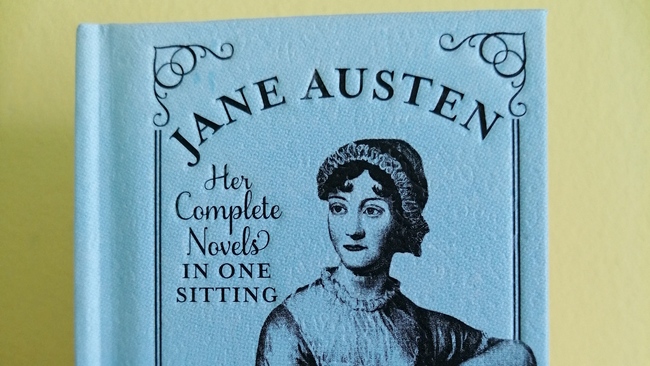 JANE AUSTEN
Her
Complete
Novels
IN ONE
SITTING